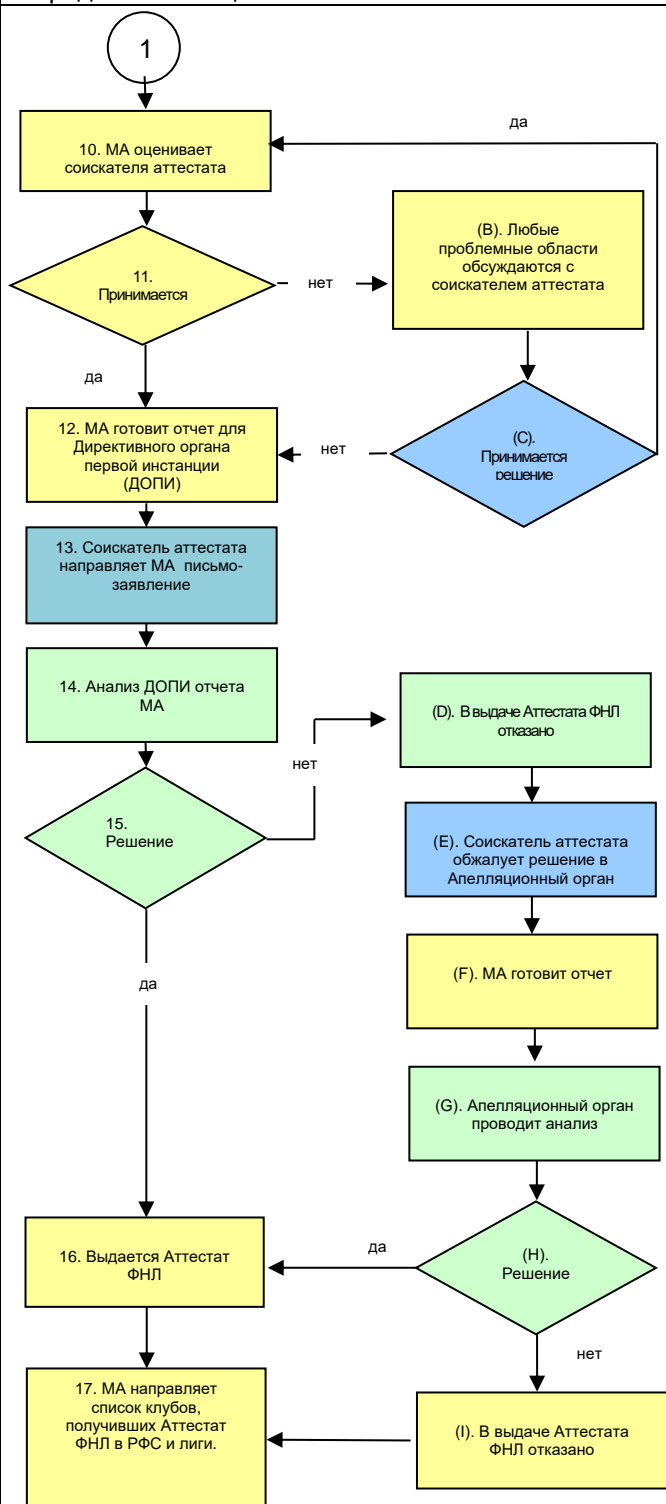 1
да
10. МА оценивает
соискателя аттестата
(B). Любые
проблемные области
обсуждаются с
соискателем аттестата
11.
Принимается
нет
да
12. МА готовит отчет для
Директивного органа
первой инстанции
(ДОПИ)
нет
(C).
Принимается
решение
13. Соискатель аттестата
направляет МА письмо-
заявление
14. Анализ ДОПИ отчета
МА
(D). В выдаче Аттестата ФНЛ
отказано
нет
15.
Решение
(E). Соискатель аттестата
обжалует решение в
Апелляционный орган
(F). МА готовит отчет
да
(G). Апелляционный орган
проводит анализ
16. Выдается Аттестат
ФНЛ
да
(H).
Решение
нет
17. МА направляет
список клубов,
получивших Аттестат
ФНЛ в РФС и лиги.
(I). В выдаче Аттестата
ФНЛ отказано